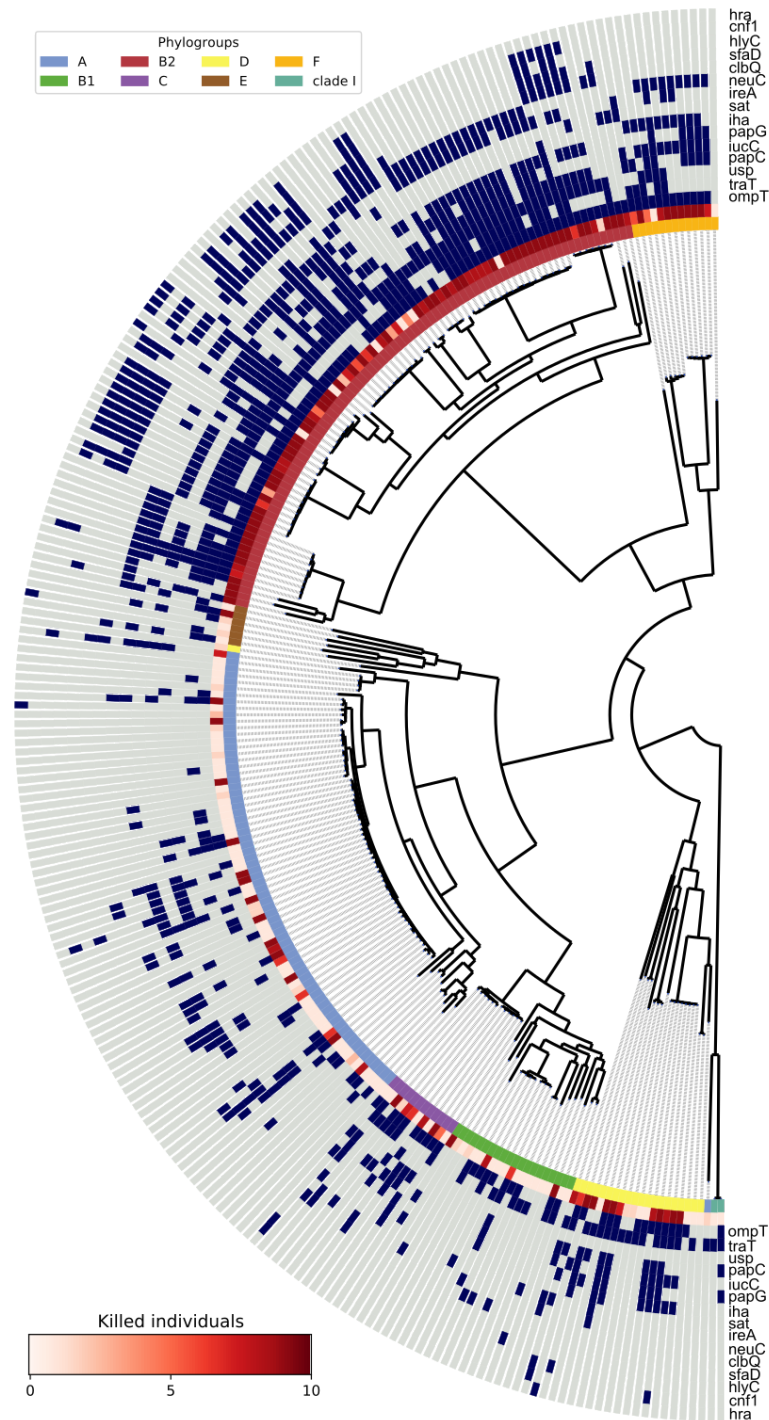 hra
cnf1
hlyC
sfaD
clbQ
neuC
ireA
sat
iha
papG
iucC
papC
usp
traT
ompT
Phylogroups
A B2 D F
B1 C E clade I
ompT
traT
usp
papC
iucC
papG
iha
sat
ireA
neuC
clbQ
sfaD
hlyC
cnf1
hra
Killed individuals
0 5 10